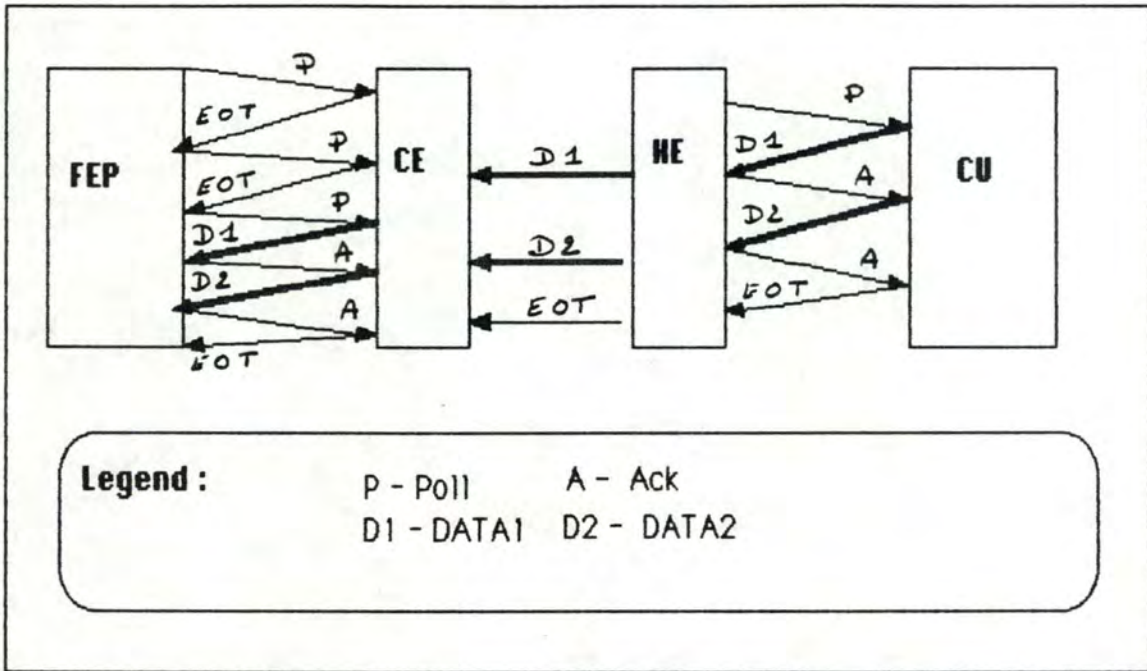 P
EOT
P
EOT
P
D1
A
D2
A
EOT
FEP
CE
D1
D2
EOT
HE
P
D1
A
D2
A
EOT
CU
Legend :
P - Poll A - Ack
D1 - DATA1 D2 - DATA2